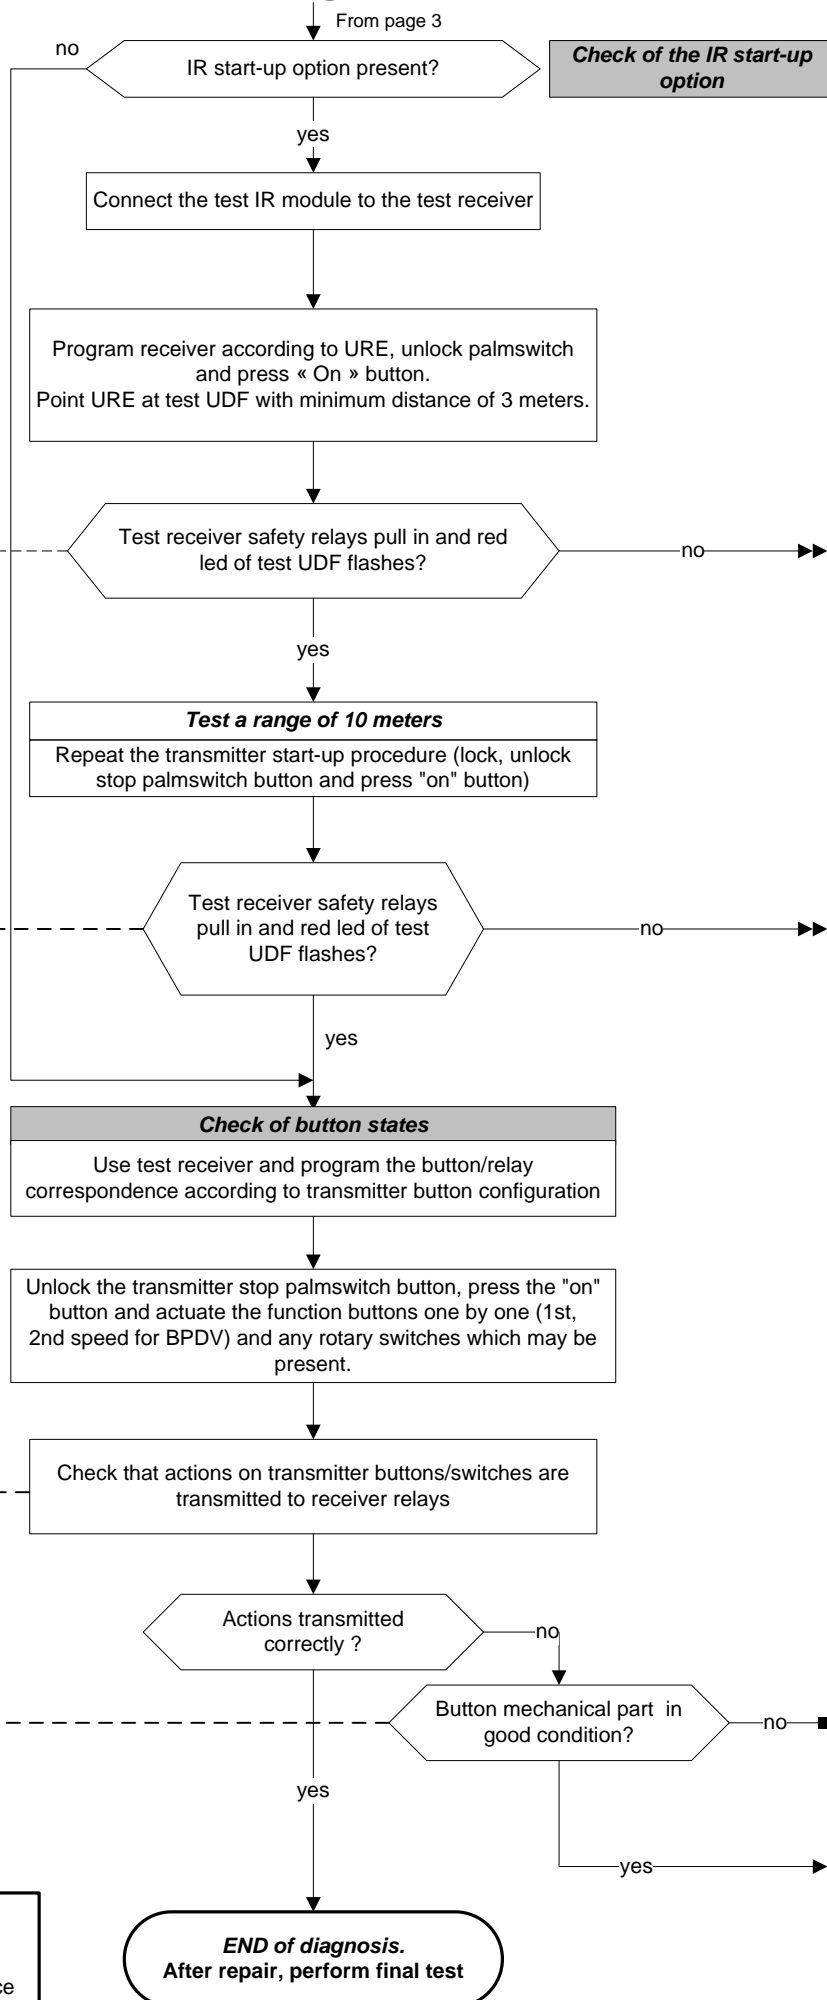 From page 3
no
IR start-up option present?
Check of the IR start-up
option
yes
Connect the test IR module to the test receiver
Program receiver according to URE, unlock palmswitch
and press « On » button.
Point URE at test UDF with minimum distance of 3 meters.
Test receiver safety relays pull in and red
led of test UDF flashes?
no
yes
Test a range of 10 meters
Repeat the transmitter start-up procedure (lock, unlock
stop palmswitch button and press "on" button)
Test receiver safety relays
pull in and red led of test
UDF flashes?
no
yes
Check of button states
Use test receiver and program the button/relay
correspondence according to transmitter button configuration
Unlock the transmitter stop palmswitch button, press the "on"
button and actuate the function buttons one by one (1st,
2nd speed for BPDV) and any rotary switches which may be
present.
Check that actions on transmitter buttons/switches are
transmitted to receiver relays
Actions transmitted
correctly ?
no
Button mechanical part in
good condition?
no
yes
yes
END of diagnosis.
After repair, perform final test